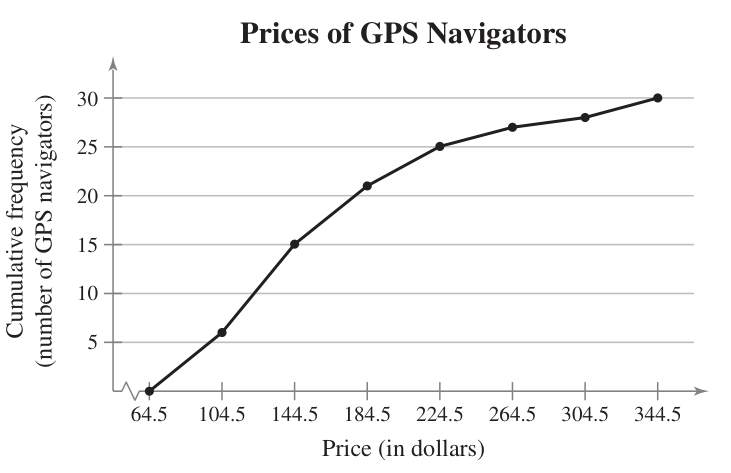 Prices of GPS Navigators
Cumulative frequency
(number of GPS navigators)
30
25
20
15
10
5
64.5 104.5 144.5 184.5 224.5 264.5 304.5 344.5
Price (in dollars)